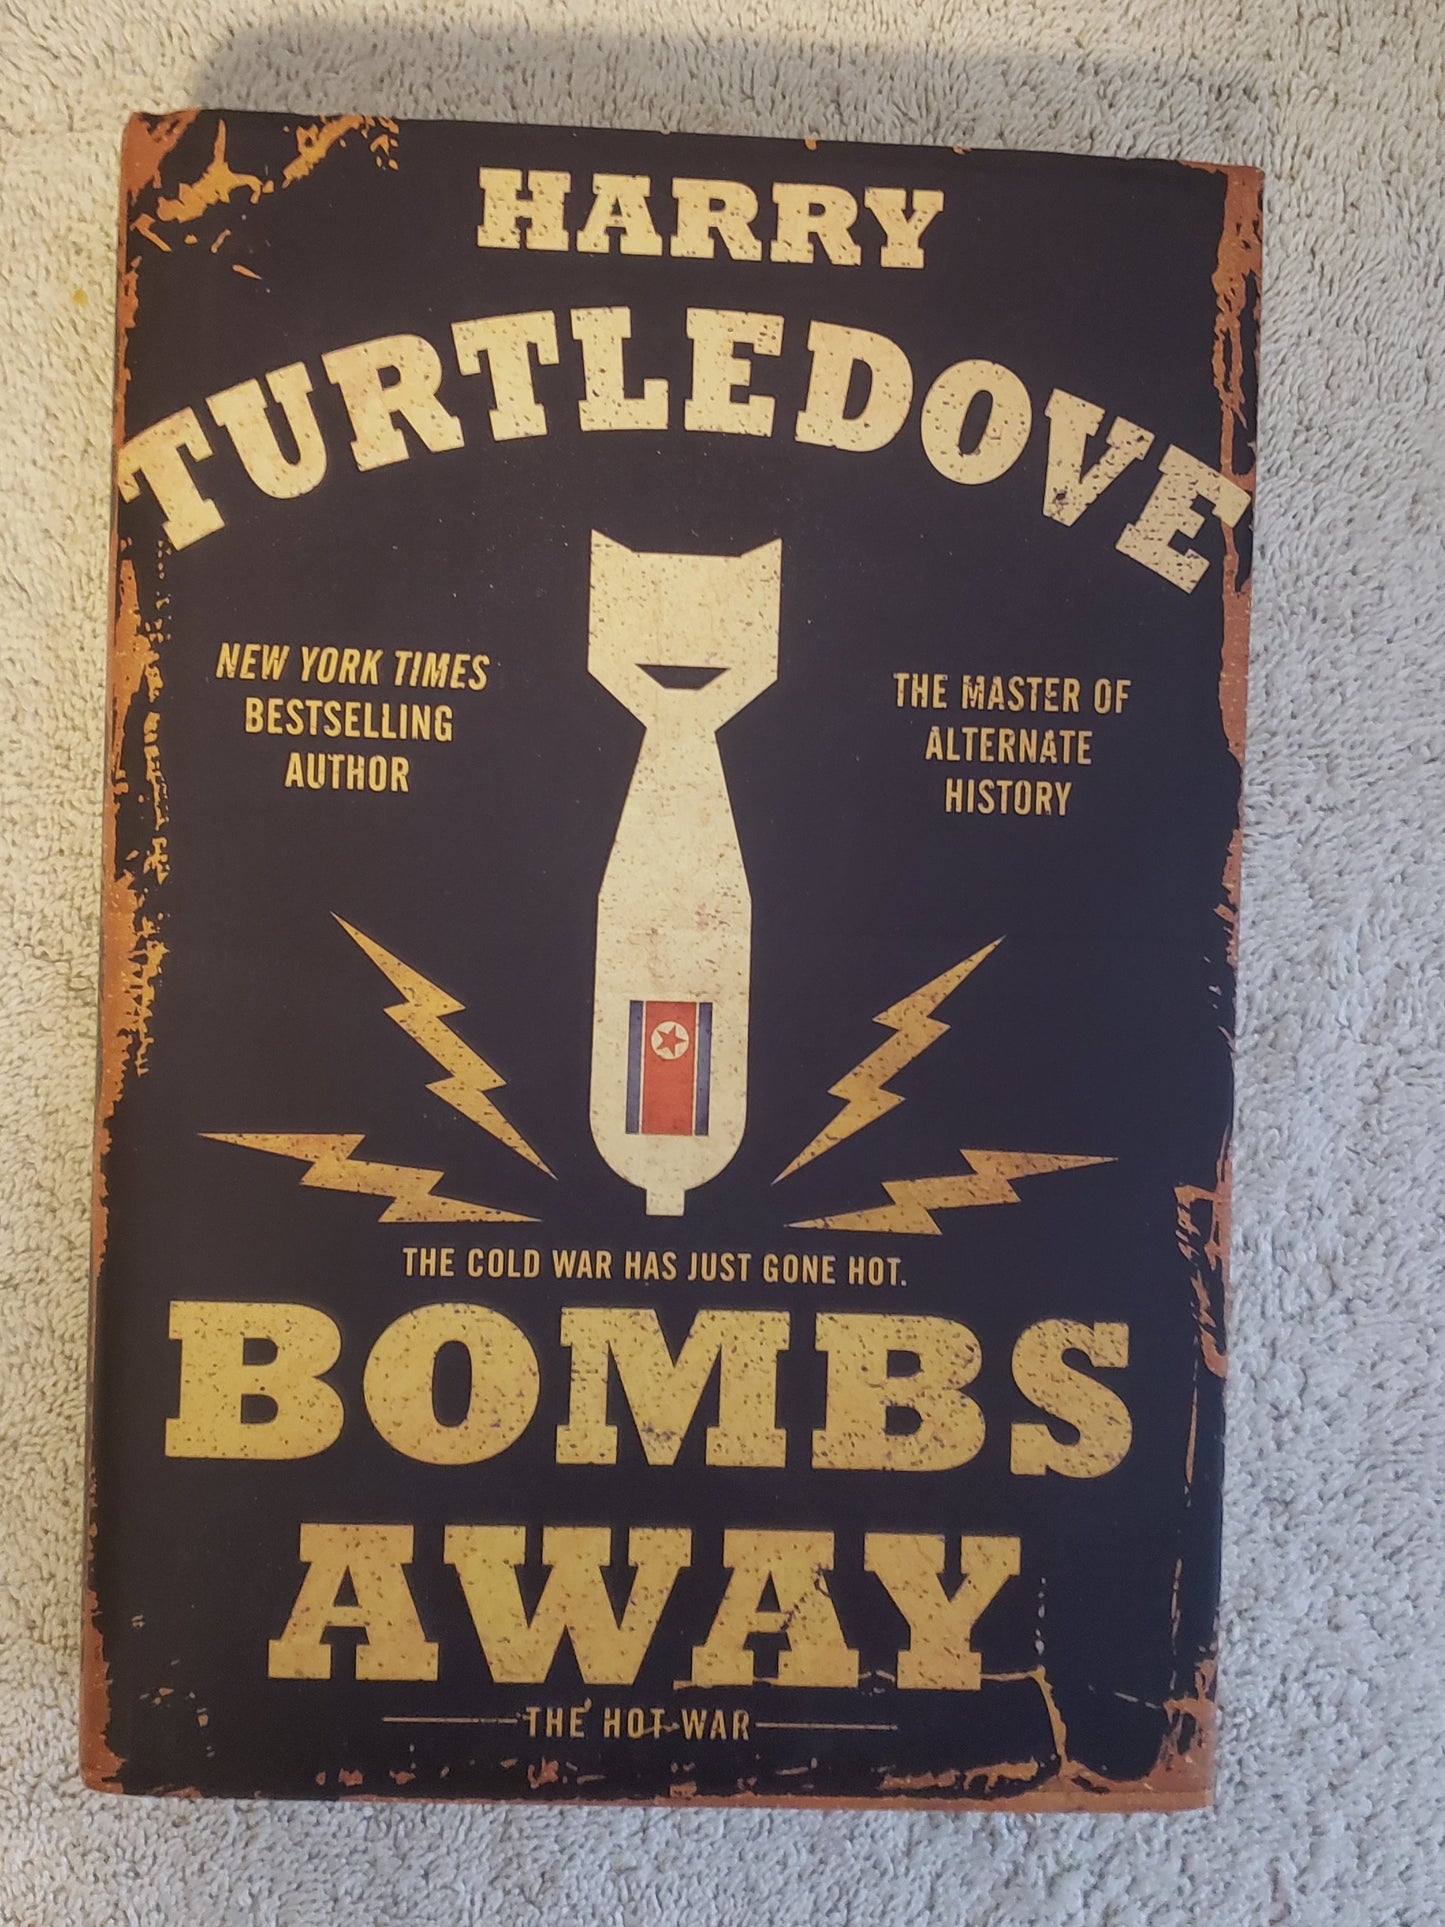 HARRY
TURTLEDOVE
NEW YORK TIMES
BESTSELLING
AUTHOR
THE MASTER OF
ALTERNATE
HISTORY
THE COLD WAR HAS JUST GONE HOT.
BOMBS
AWAY
THE HOT WAR